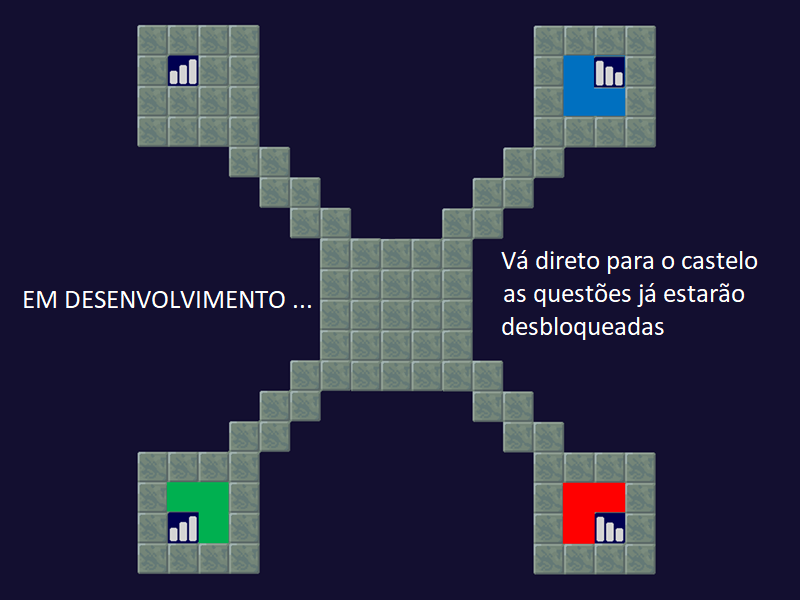 EM DESENVOLVIMENTO ...
Vá direto para o castelo
as questões já estarão
desbloqueadas